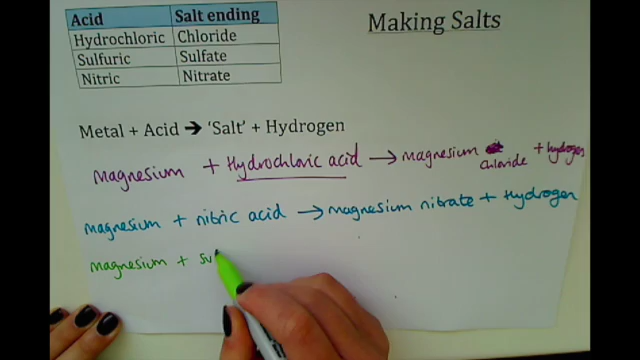 Making Salts
Acid Salt ending
Hydrochloric Chloride
Sulfuric Sulfate
Nitric Nitrate
Metal + Acid ➔ ‘Salt’ + Hydrogen
magnesium + Hydrochloric acid → magnesium chloride + hydrogen
magnesium + nitric acid → magnesium nitrate + Hydrogen
magnesium + su